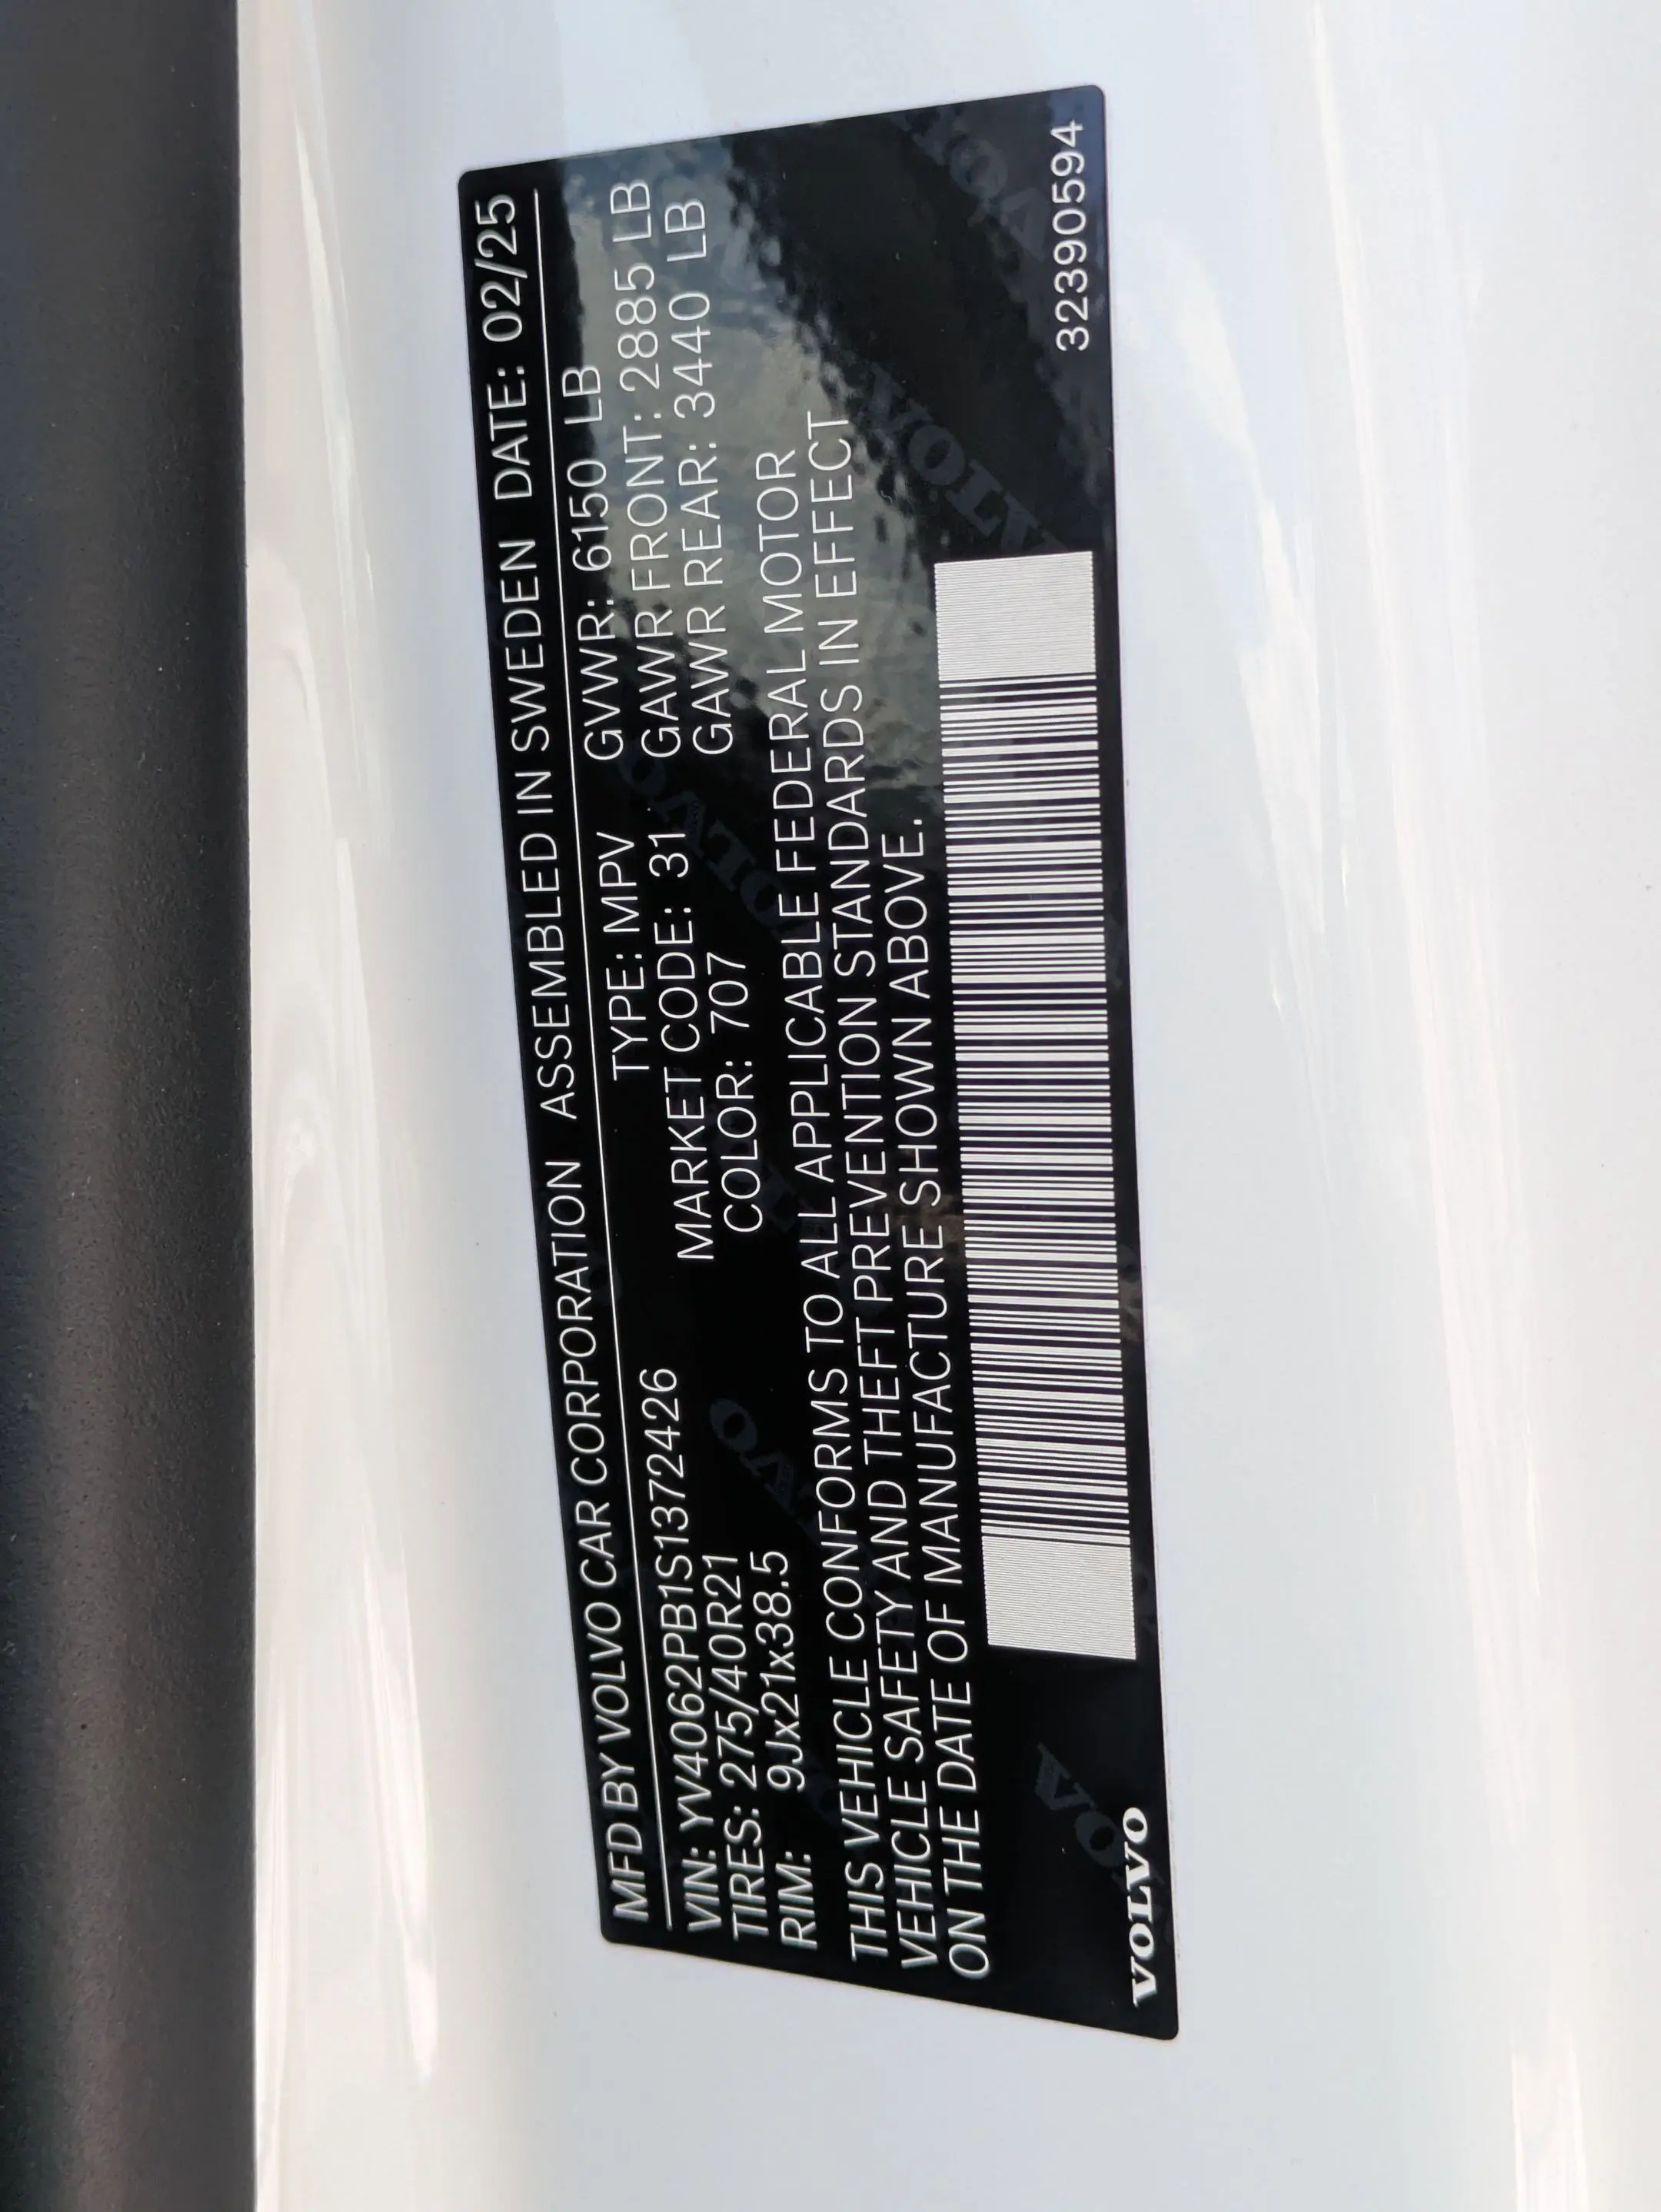 MFD BY VOLVO CAR CORPORATION ASSEMBLED IN SWEDEN DATE: 02/25
VIN: YV4062PB1S1372426 TYPE: MPV GVWR: 6150 LB
TIRES: 275/40R21 MARKET CODE: 31 GAWR FRONT: 2885 LB
RIM: 9Jx21x38.5 COLOR: 707 GAWR REAR: 3440 LB
THIS VEHICLE CONFORMS TO ALL APPLICABLE FEDERAL MOTOR
VEHICLE SAFETY AND THEFT PREVENTION STANDARDS IN EFFECT
ON THE DATE OF MANUFACTURE SHOWN ABOVE.
VOLVO 32390594